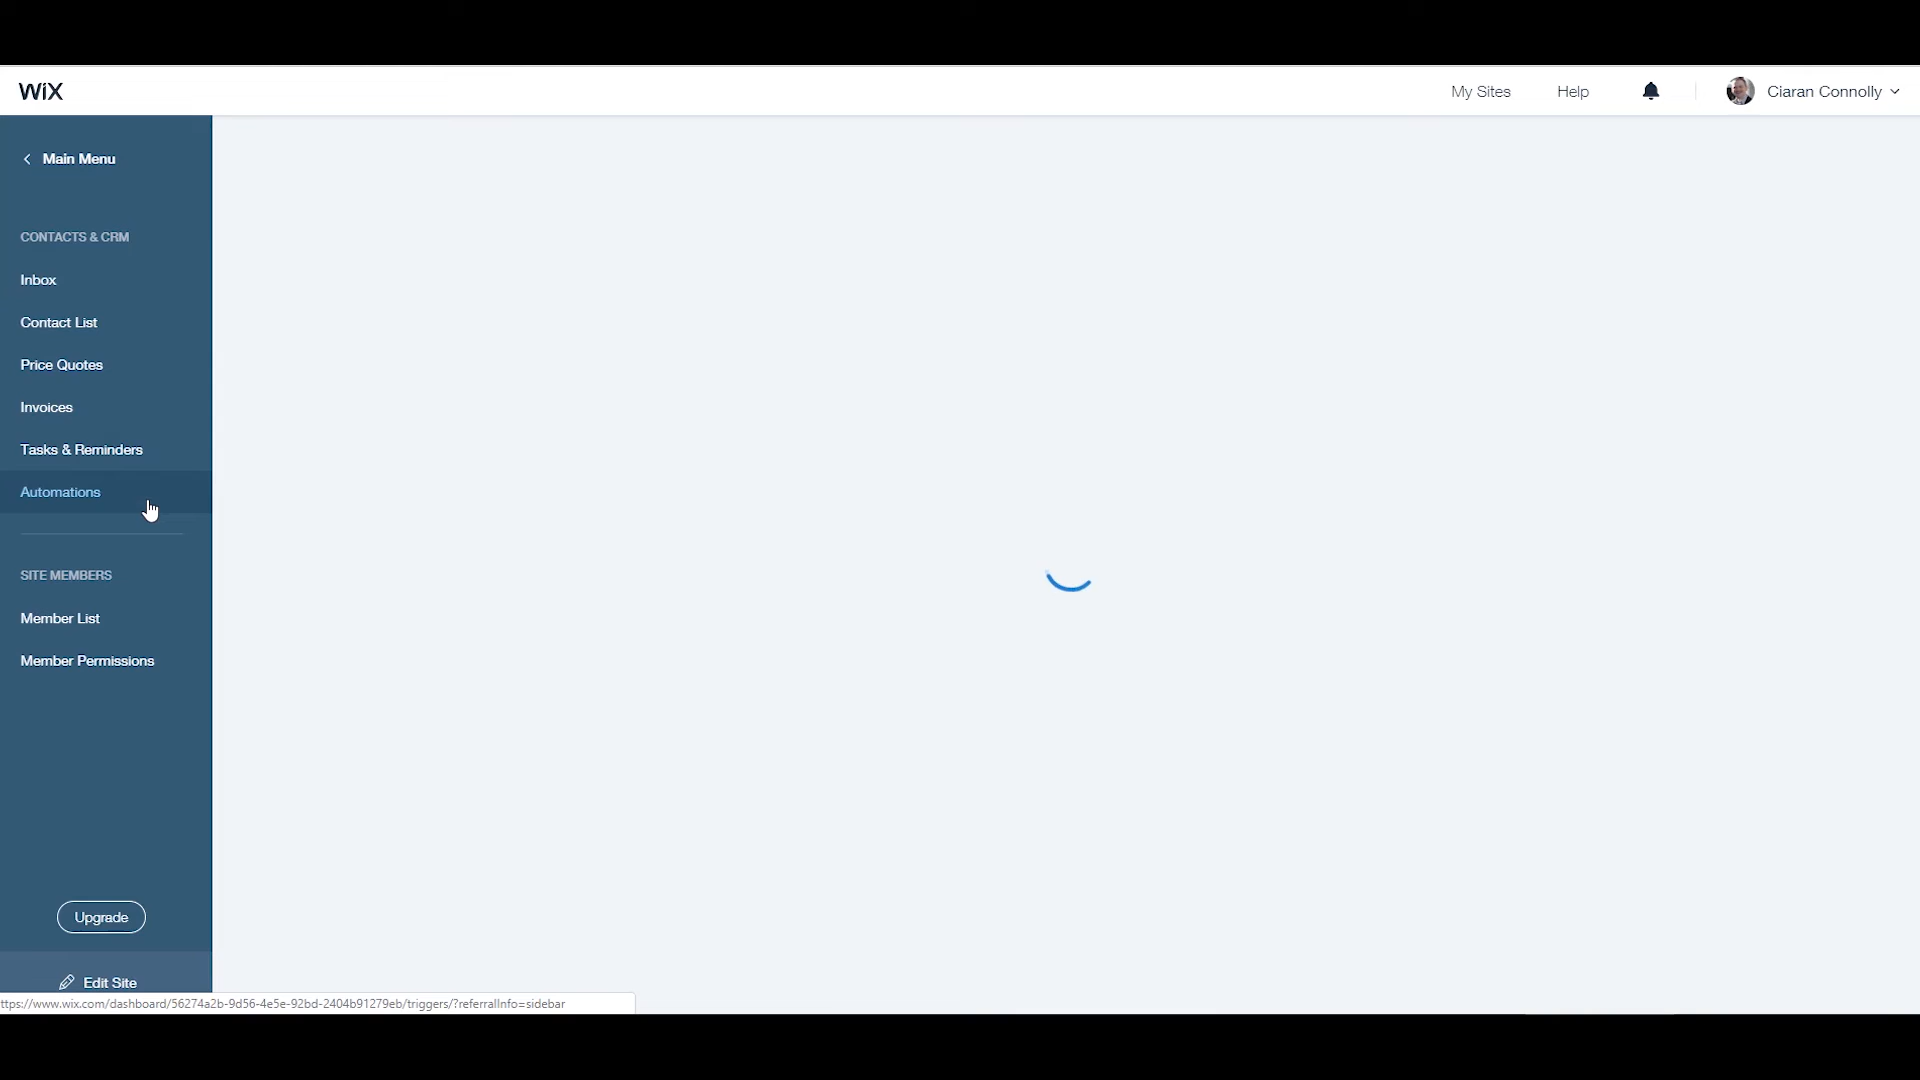 WiX
My Sites
Help
Ciaran Connolly
Main Menu
CONTACTS & CRM
Inbox
Contact List
Price Quotes
Invoices
Tasks & Reminders
Automations
SITE MEMBERS
Member List
Member Permissions
Upgrade
Edit Site
ttps://www.wix.com/dashboard/56274a2b-9d56-4e5e-92bd-2404b91279eb/triggers/?referralInfo=sidebar